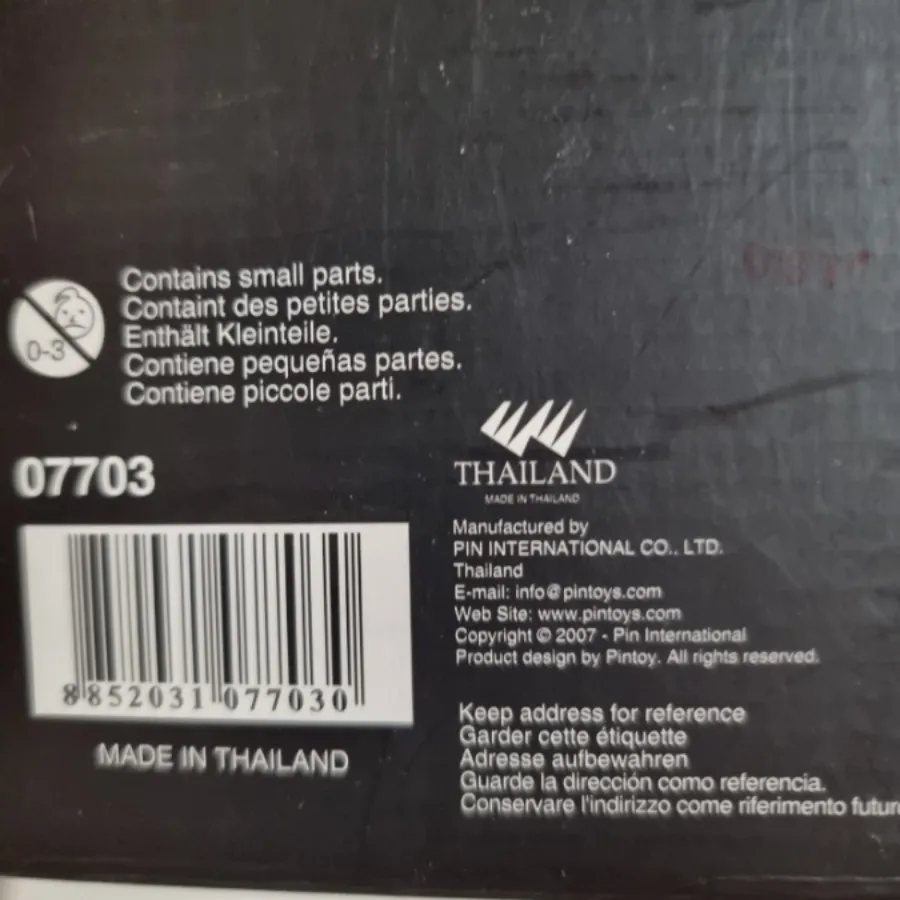 Contains small parts.
Containt des petites parties.
Enthält Kleinteile.
Contiene pequeñas partes.
Contiene piccole parti.
0-3
07703
8 852031 077030
MADE IN THAILAND
THAILAND
MADE IN THAILAND
Manufactured by
PIN INTERNATIONAL CO.. LTD.
Thailand
E-mail: info@pintoys.com
Web Site: www.pintoys.com
Copyright © 2007 - Pin International
Product design by Pintoy. All rights reserved.
Keep address for reference
Garder cette étiquette
Adresse aufbewahren
Guarde la dirección como referencia.
Conservare l'indirizzo come riferimento futur